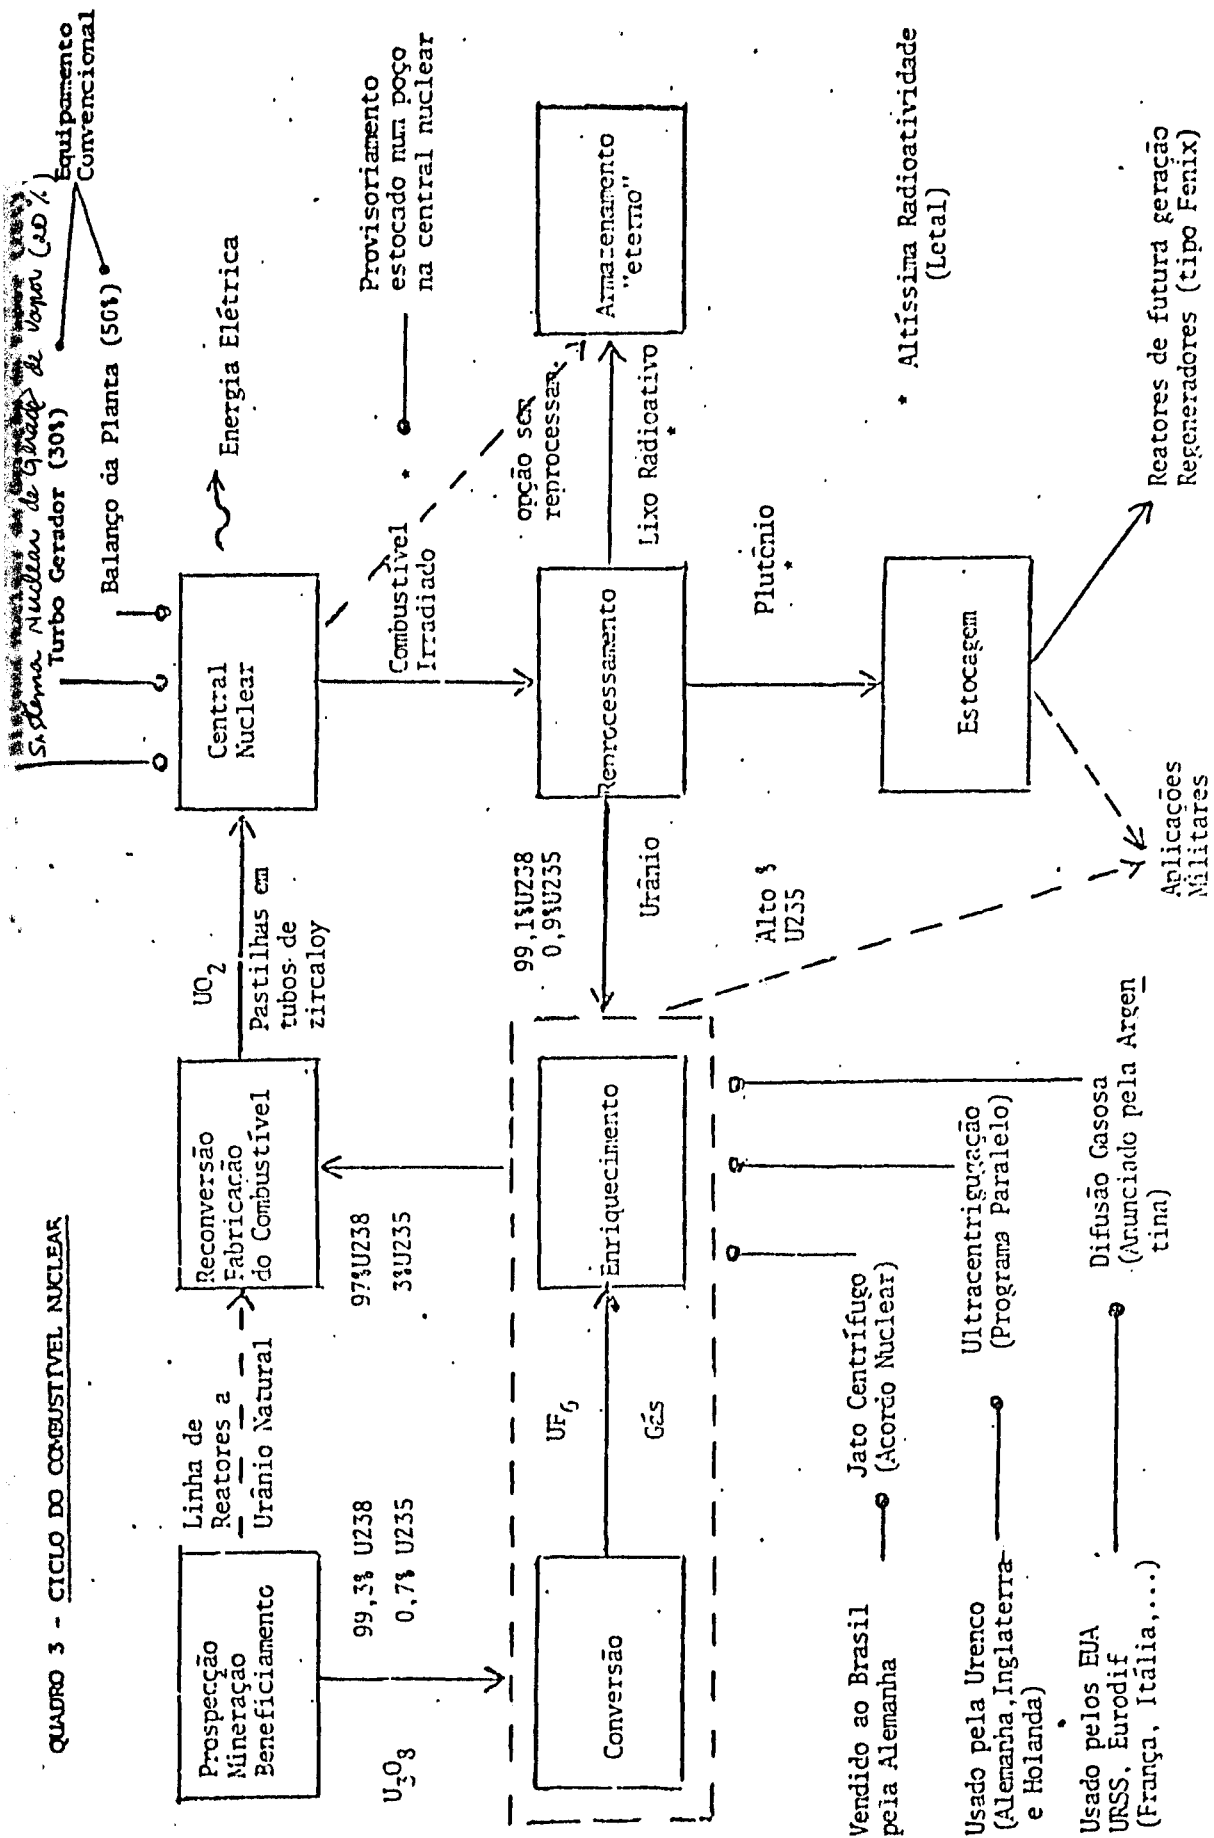 QUADRO 3 - CICLO DO COMBUSTIVEL NUCLEAR
Sistema Nuclear de Geração de Vapor (20%)
Turbo Gerador (30%)
Balanço da Planta (50%)
Equipamento
Convencional
Prospecção
Mineração
Beneficiamento
Linha de
Reatores a
Urânio Natural
Reconversão
Fabricação
do Combustível
UO2
Pastilhas em
tubos de
zircaloy
Central
Nuclear
Energia Elétrica
U3O8
99,3% U238
0,7% U235
97%U238
3%U235
Combustível
Irradiado
*
Provisoriamento
estocado num poço
na central nuclear
opção sem
reprocessar
Conversão
UF6
Gás
Enriquecimento
99,1%U238
0,9%U235
Urânio
Reprocessamento
Lixo Radioativo
*
Armazenamento
"eterno"
Alto %
U235
Plutônio
*
Estocagem
* Altíssima Radioatividade
(Letal)
Vendido ao Brasil
pela Alemanha
Jato Centrífugo
(Acordo Nuclear)
Usado pela Urenco
(Alemanha,Inglaterra
e Holanda)
Ultracentrigugação
(Programa Paralelo)
Usado pelos EUA
URSS, Eurodif
(França, Itália,...)
Difusão Gasosa
(Anunciado pela Argen
tina)
Aplicações
Militares
Reatores de futura geração
Regeneradores (tipo Fenix)